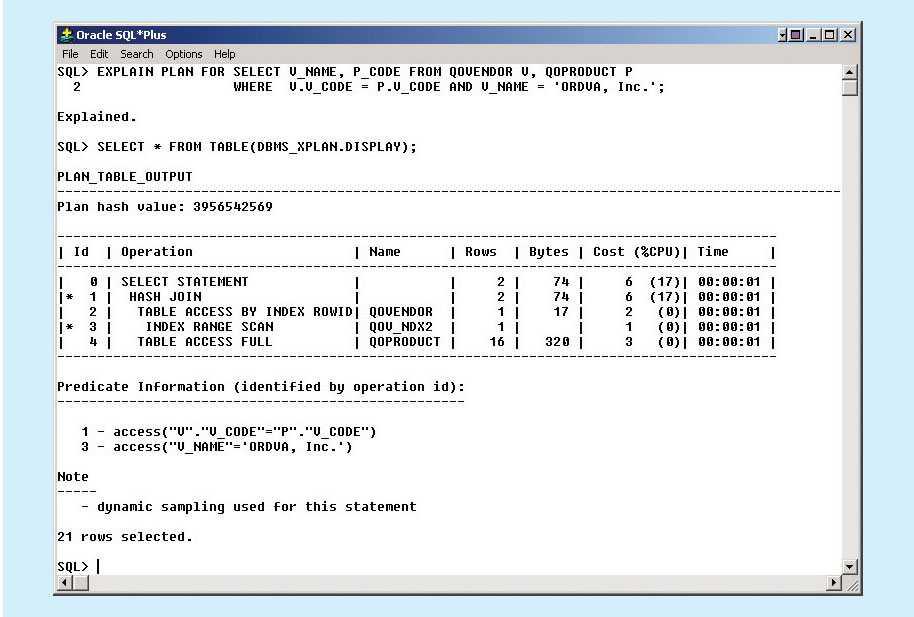 Oracle SQL*Plus
File Edit Search Options Help
SQL> EXPLAIN PLAN FOR SELECT V_NAME, P_CODE FROM QOVENDOR V, QOPRODUCT P
2 WHERE V.V_CODE = P.V_CODE AND V_NAME = 'ORDVA, Inc.';
Explained.
SQL> SELECT * FROM TABLE(DBMS_XPLAN.DISPLAY);
PLAN_TABLE_OUTPUT
--------------------------------------------------------------------------------------------------
Plan hash value: 3956542569
------------------------------------------------------------------------------------------
| Id | Operation | Name | Rows | Bytes | Cost (%CPU)| Time |
------------------------------------------------------------------------------------------
| 0 | SELECT STATEMENT | | 2 | 74 | 6 (17)| 00:00:01 |
|* 1 | HASH JOIN | | 2 | 74 | 6 (17)| 00:00:01 |
| 2 | TABLE ACCESS BY INDEX ROWID| QOVENDOR | 1 | 17 | 2 (0)| 00:00:01 |
|* 3 | INDEX RANGE SCAN | QOV_NDX2 | 1 | | 1 (0)| 00:00:01 |
| 4 | TABLE ACCESS FULL | QOPRODUCT | 16 | 320 | 3 (0)| 00:00:01 |
------------------------------------------------------------------------------------------
Predicate Information (identified by operation id):
---------------------------------------------------
1 - access("V"."V_CODE"="P"."V_CODE")
3 - access("V_NAME"='ORDVA, Inc.')
Note
-----
- dynamic sampling used for this statement
21 rows selected.
SQL>